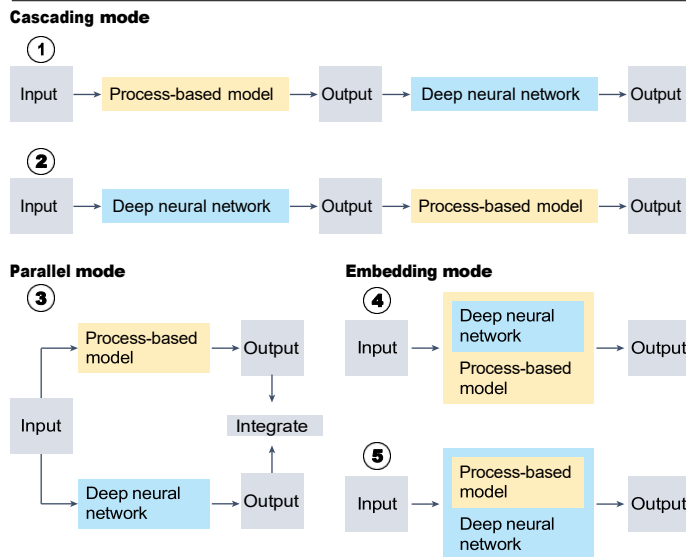 Cascading mode
1
Input
Process-based model
Output
Deep neural network
Output
2
Input
Deep neural network
Output
Process-based model
Output
Parallel mode
3
Process-based
model
Output
Input
Integrate
Deep neural
network
Output
Embedding mode
4
Input
Deep neural
network
Process-based
model
Output
5
Input
Process-based
model
Deep neural
network
Output